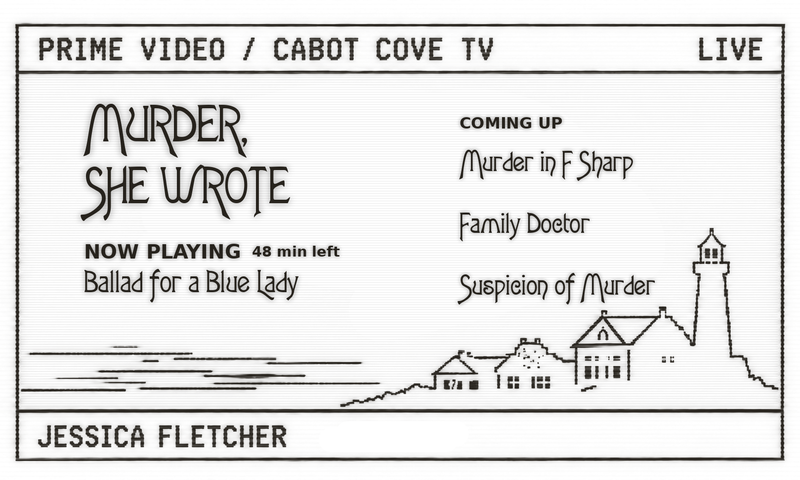 PRIME VIDEO / CABOT COVE TV
LIVE
MURDER,
SHE WROTE
NOW PLAYING 48 min left
Ballad for a Blue Lady
COMING UP
Murder in F Sharp
Family Doctor
Suspicion of Murder
JESSICA FLETCHER